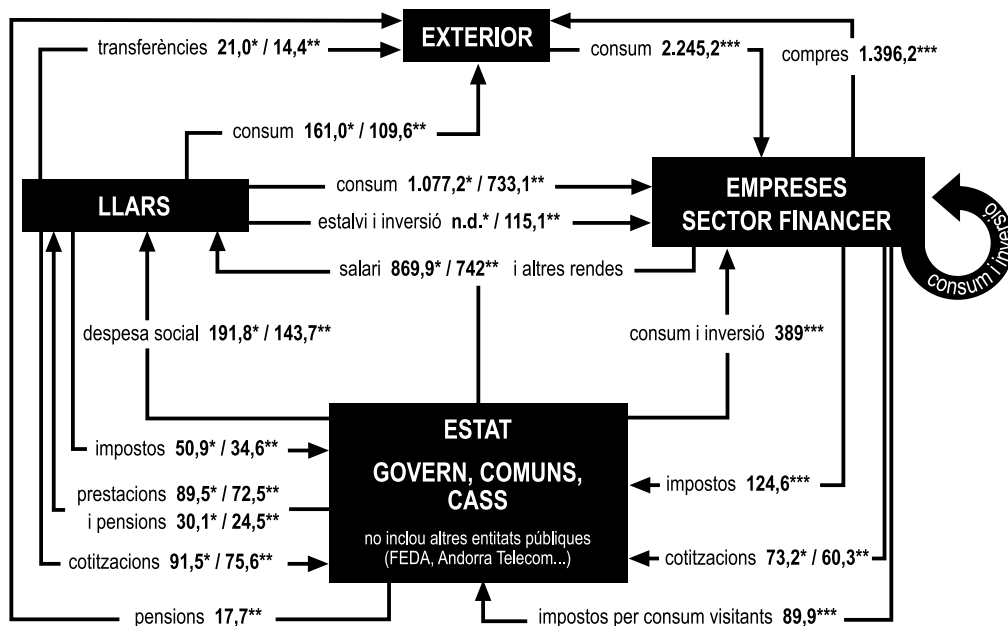 EXTERIOR
transferències 21,0* / 14,4**
consum 2.245,2***
compres 1.396,2***
consum 161,0* / 109,6**
LLARS
consum 1.077,2* / 733,1**
estalvi i inversió n.d.* / 115,1**
EMPRESES
SECTOR FINANCER
consum i inversió
salari 869,9* / 742** i altres rendes
despesa social 191,8* / 143,7**
consum i inversió 389***
ESTAT
GOVERN, COMUNS,
CASS
no inclou altres entitats públiques
(FEDA, Andorra Telecom...)
impostos 50,9* / 34,6**
prestacions 89,5* / 72,5**
i pensions 30,1* / 24,5**
cotitzacions 91,5* / 75,6**
impostos 124,6***
cotitzacions 73,2* / 60,3**
pensions 17,7**
impostos per consum visitants 89,9***